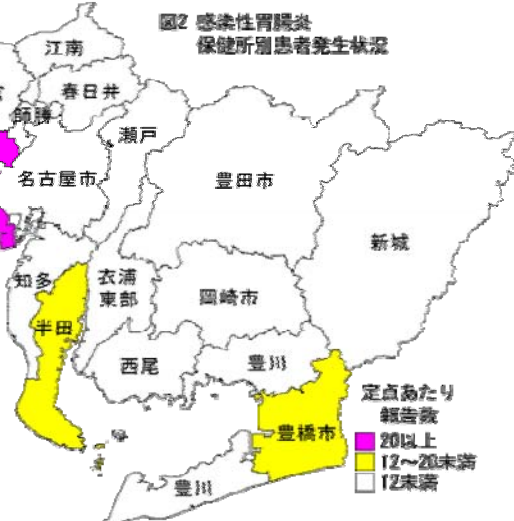 図2 感染性胃腸炎
保健所別患者発生状況
江南
春日井
師勝
瀬戸
名古屋市
豊田市
新城
知多
衣浦
東部
岡崎市
半田
西尾
豊川
定点あたり
報告数
豊橋市
20以上
12～20未満
12未満
豊川